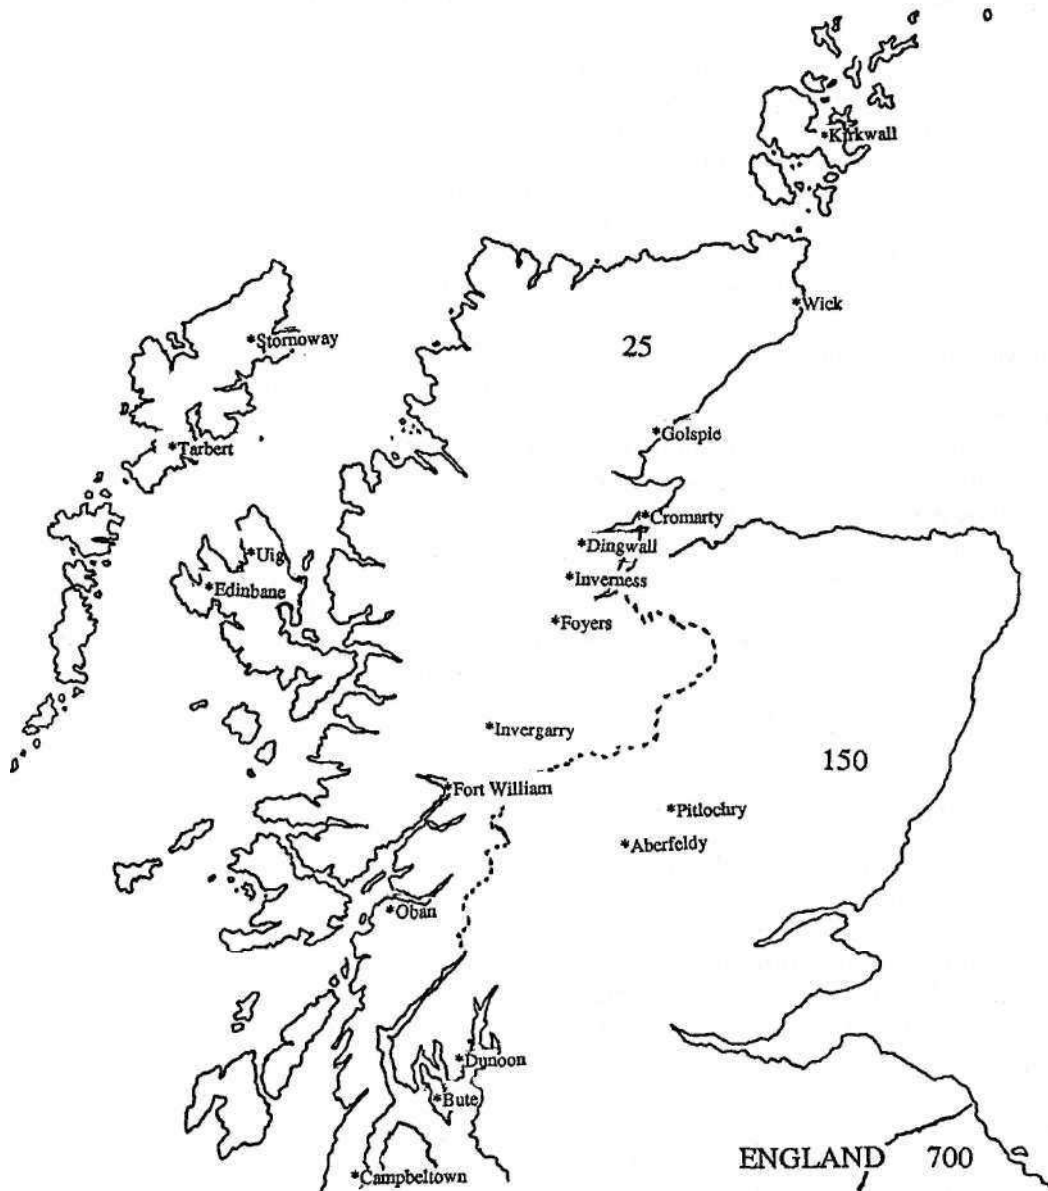 *Kirkwall
*Wick
*Stornoway
25
*Golspie
*Tarbert
**Cromarty
*Dingwall
*Uig
*Inverness
*Edinbane
*Foyers
*Invergarry
150
*Fort William
*Pitlochry
*Aberfeldy
*Oban
*Dunoon
*Bute
ENGLAND 700
*Campbeltown